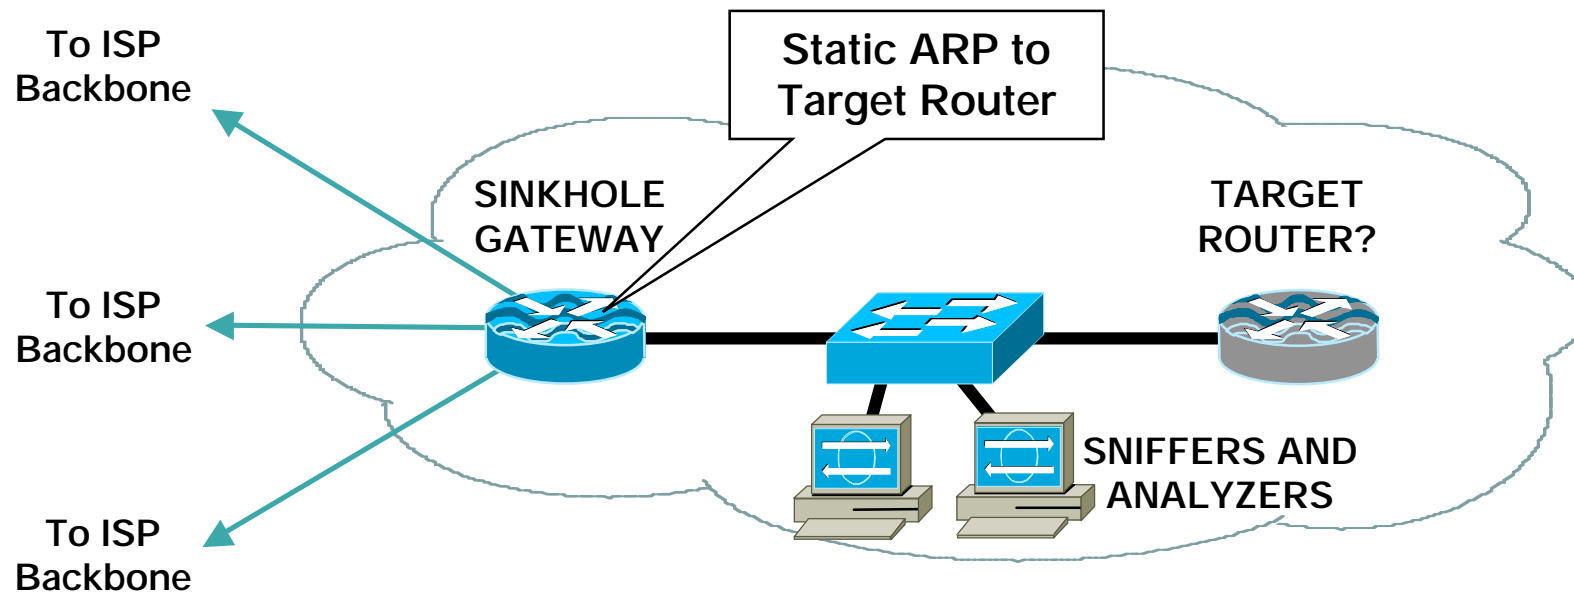 To ISP
Backbone
Static ARP to
Target Router
SINKHOLE
GATEWAY
TARGET
ROUTER?
To ISP
Backbone
SNIFFERS AND
ANALYZERS
To ISP
Backbone